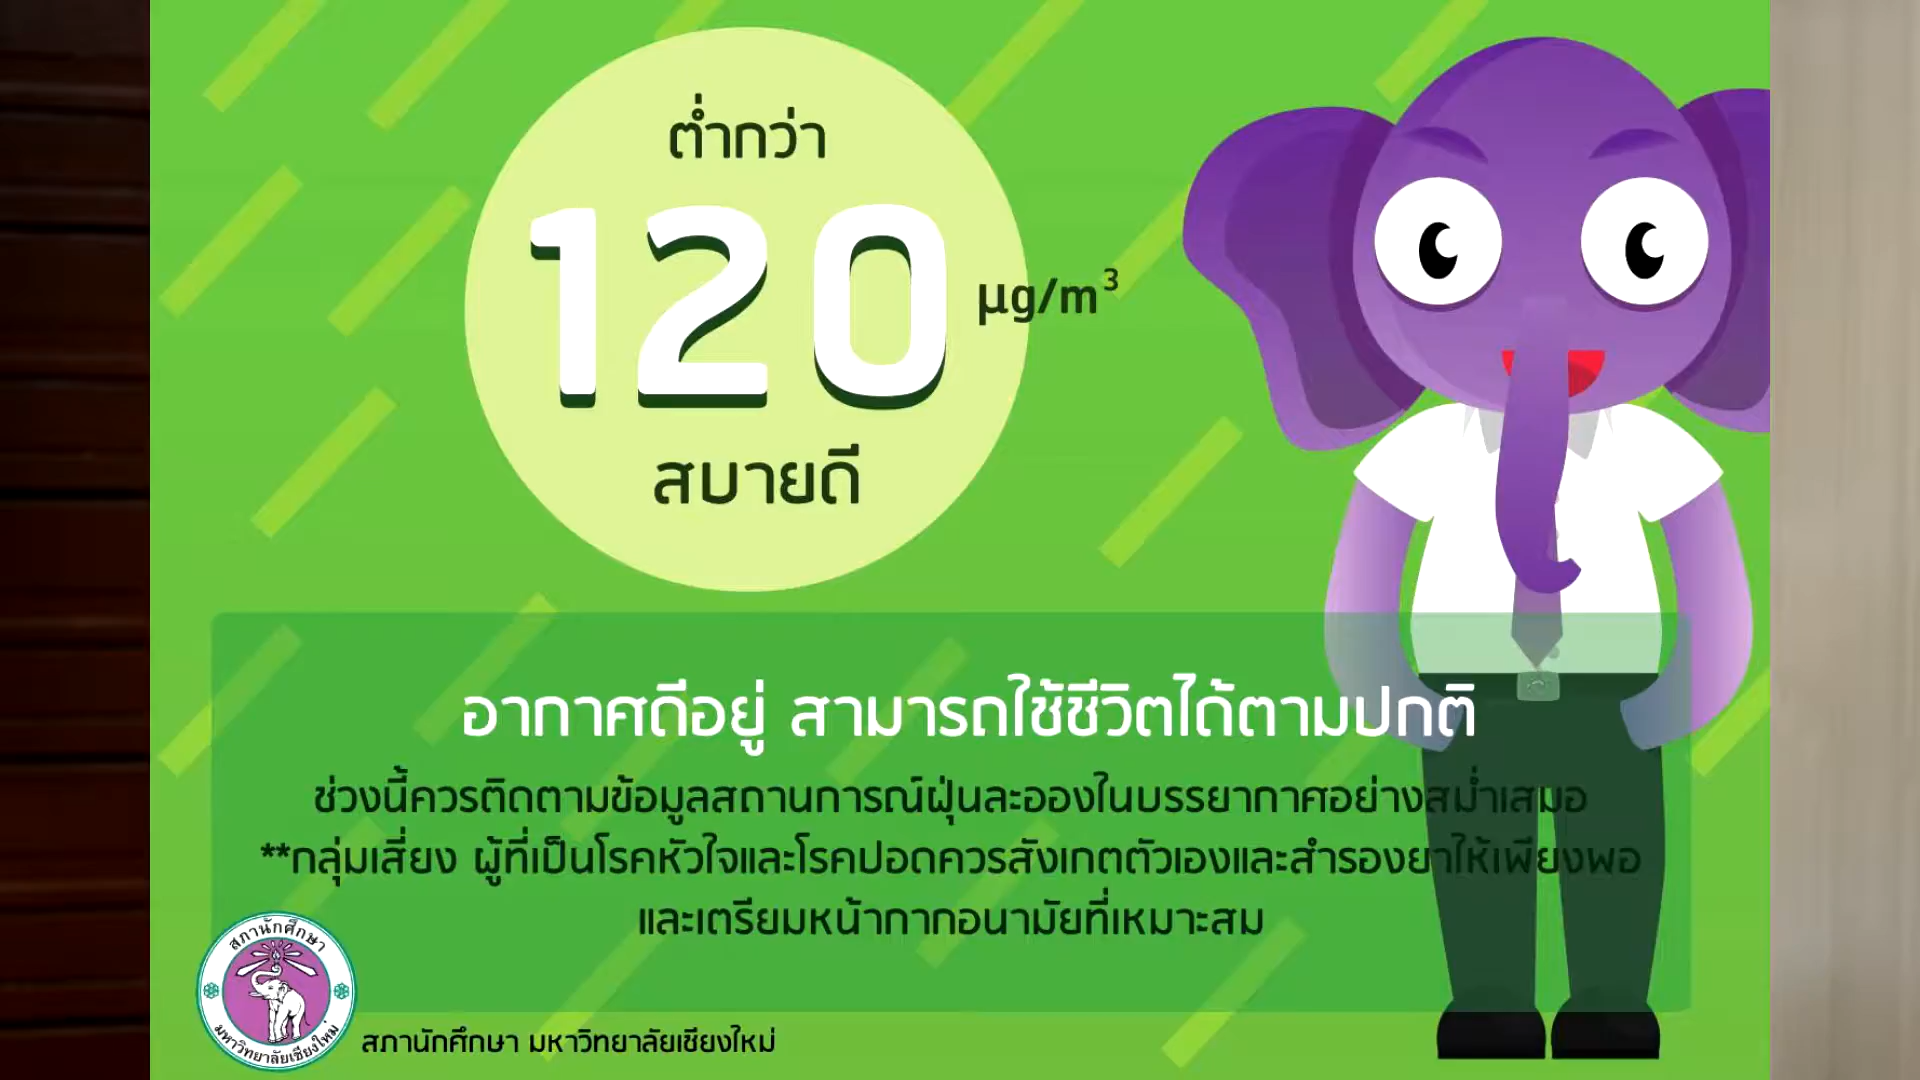 ต่ำกว่า
120
µg/m³
สบายดี
อากาศดีอยู่ สามารถใช้ชีวิตได้ตามปกติ
ช่วงนี้ควรติดตามข้อมูลสถานการณ์ฝุ่นละอองในบรรยากาศอย่างสม่ำเสมอ
**กลุ่มเสี่ยง ผู้ที่เป็นโรคหัวใจและโรคปอดควรสังเกตตัวเองและสำรองยาให้เพียงพอ
และเตรียมหน้ากากอนามัยที่เหมาะสม
สภานักศึกษา
มหาวิทยาลัยเชียงใหม่
สภานักศึกษา มหาวิทยาลัยเชียงใหม่